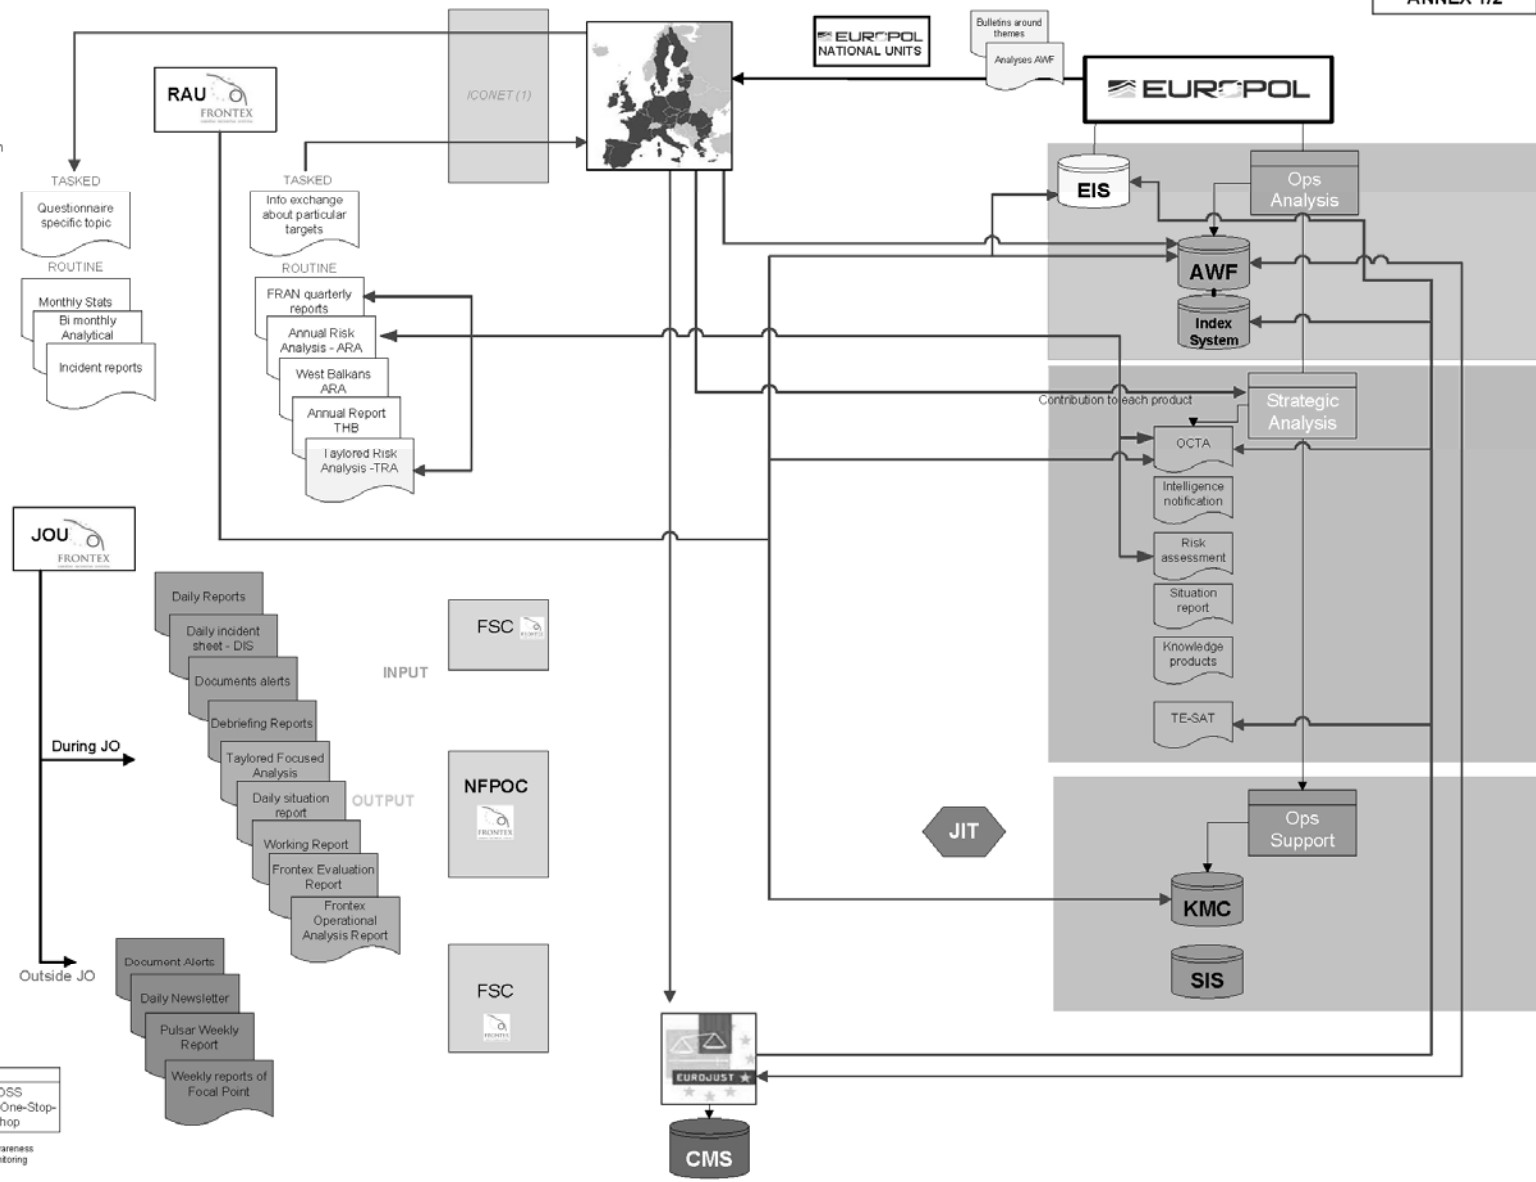 ANNEX 1/2
Bulletins around
themes
Analyses AWF
EUROPOL
NATIONAL UNITS
EUROPOL
RAU
FRONTEX
ICONET (1)
TASKED
Questionnaire
specific topic
ROUTINE
Monthly Stats
Bi monthly
Analytical
Incident reports
TASKED
Info exchange
about particular
targets
ROUTINE
FRAN quarterly
reports
Annual Risk
Analysis - ARA
West Balkans
ARA
Annual Report
THB
Taylored Risk
Analysis -TRA
EIS
Ops
Analysis
AWF
Index
System
Contribution to each product
Strategic
Analysis
OCTA
Intelligence
notification
Risk
assessment
Situation
report
Knowledge
products
TE-SAT
JOU
FRONTEX
Daily Reports
Daily incident
sheet - DIS
Documents alerts
Debriefing Reports
Taylored Focused
Analysis
Daily situation
report
Working Report
Frontex Evaluation
Report
Frontex
Operational
Analysis Report
During JO
Outside JO
INPUT
OUTPUT
FSC
NFPOC
FRONTEX
FSC
FRONTEX
Document Alerts
Daily Newsletter
Pulsar Weekly
Report
Weekly reports of
Focal Point
JIT
Ops
Support
KMC
SIS
EUROJUST
CMS
OSS
One-Stop-
hop